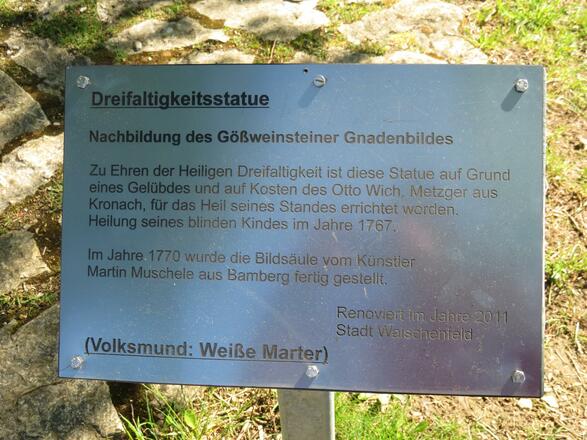 Dreifaltigkeitsstatue
Nachbildung des Gößweinsteiner Gnadenbildes
Zu Ehren der Heiligen Dreifaltigkeit ist diese Statue auf Grund
eines Gelübdes und auf Kosten des Otto Wich, Metzger aus
Kronach, für das Heil seines Standes errichtet worden.
Heilung seines blinden Kindes im Jahre 1767.
Im Jahre 1770 wurde die Bildsäule vom Künstler
Martin Muschele aus Bamberg fertig gestellt.
Renoviert im Jahre 2011
Stadt Waischenfeld
(Volksmund: Weiße Marter)